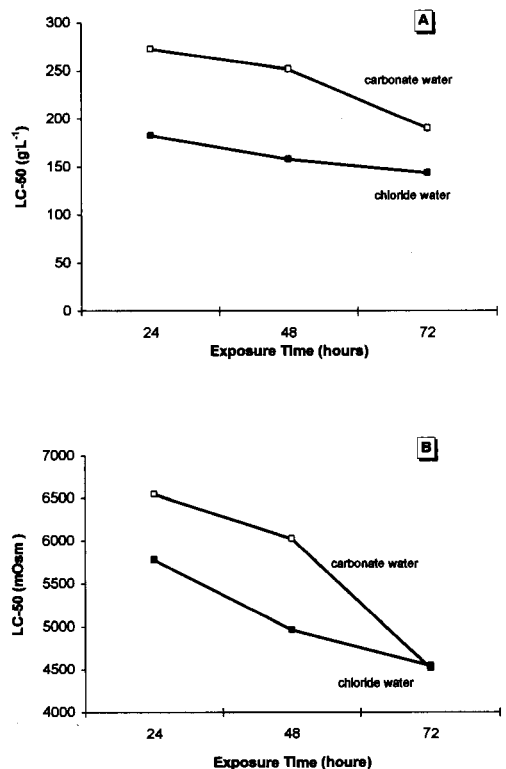 A
300
250
200
150
100
50
0
LC-50 (g·L⁻¹)
carbonate water
chloride water
24 48 72
Exposure Time (hours)
B
7000
6500
6000
5500
5000
4500
4000
LC-50 (mOsm)
carbonate water
chloride water
24 48 72
Exposure Time (houre)